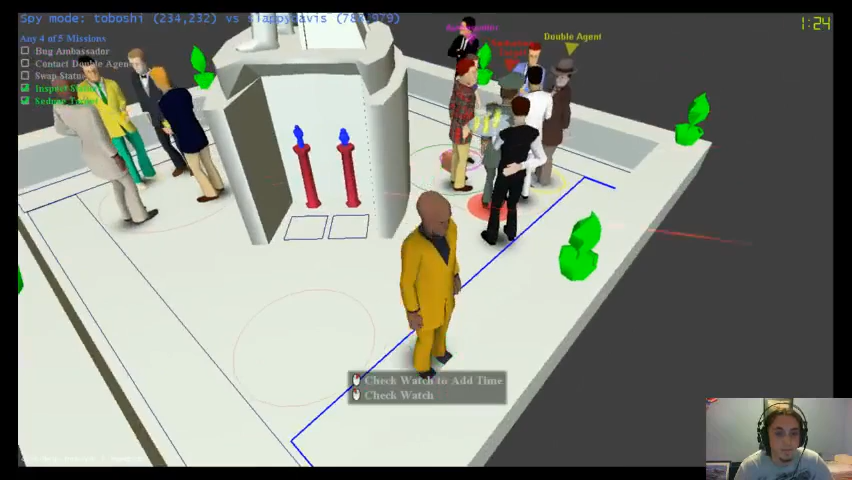 Spy mode: toboshi (234,232) vs slappydavis (787,979)
1:24
Any 4 of 5 Missions
Bug Ambassador
Contact Double Agent
Swap Statue
Inspect
Seduce Target
Ambassador
Double Agent
Check Watch to Add Time
Check Watch